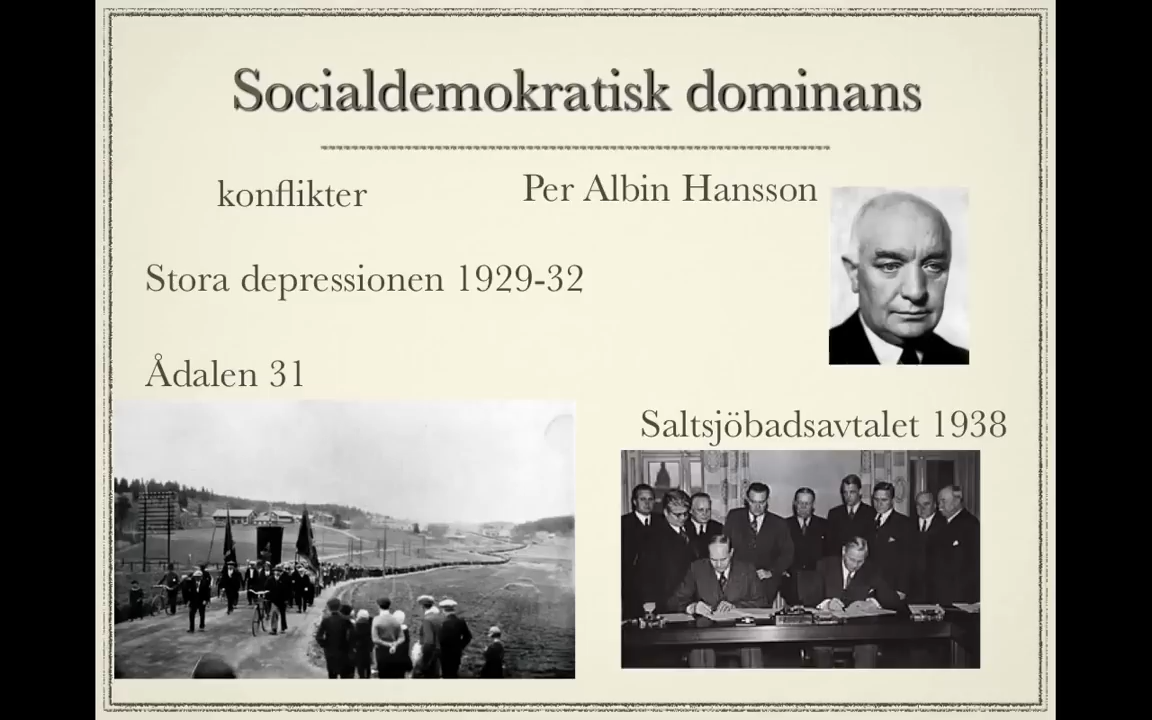 Socialdemokratisk dominans
konflikter
Per Albin Hansson
Stora depressionen 1929-32
Ådalen 31
Saltsjöbadsavtalet 1938